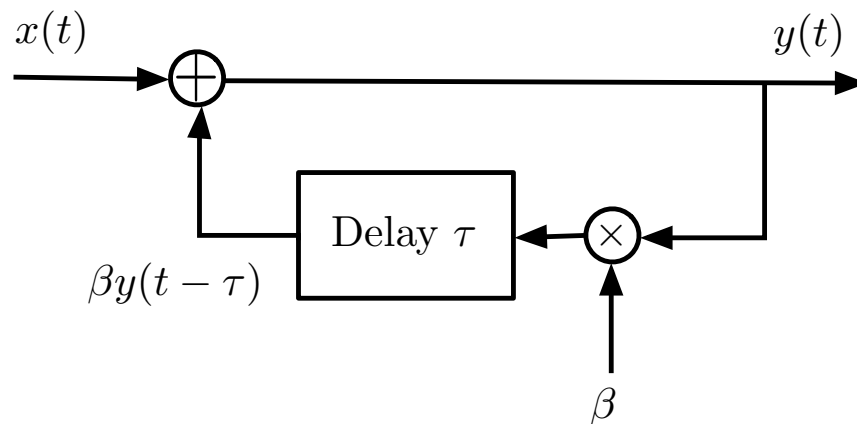 x(t)
y(t)
+
Delay τ
×
βy(t − τ)
β